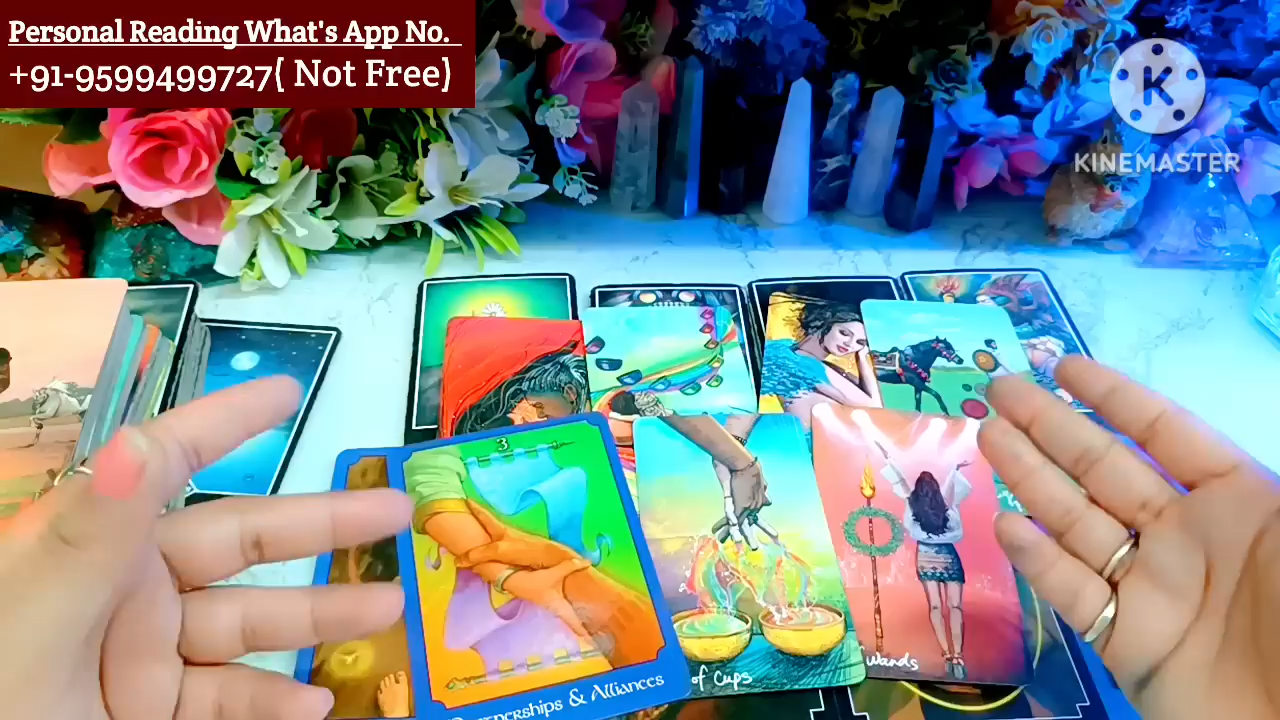 Personal Reading What's App No.
+91-9599499727( Not Free)
K
KINEMASTER
3
& Alliances
of Cups
Wands